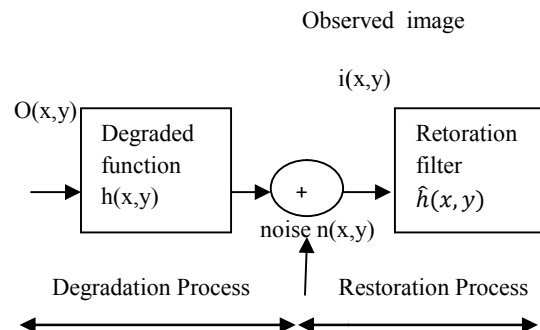 Observed image
i(x,y)
O(x,y)
Degraded
function
h(x,y)
+
noise n(x,y)
Retoration
filter
ĥ(x, y)
Degradation Process
Restoration Process